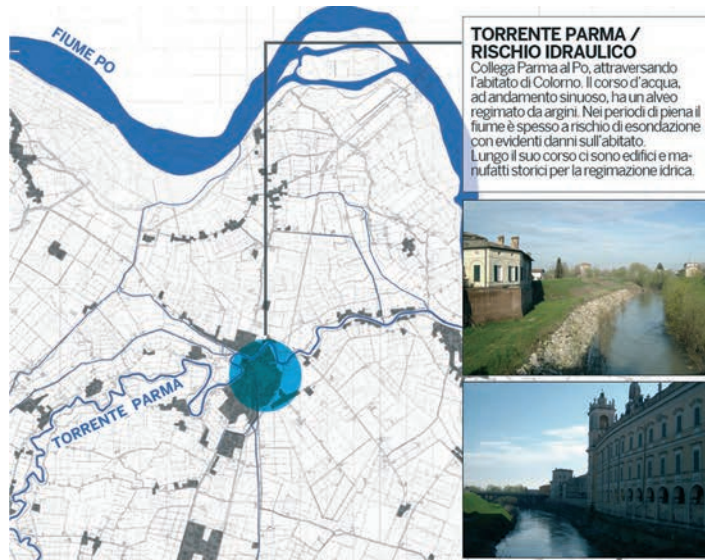 FIUME PO
TORRENTE PARMA /
RISCHIO IDRAULICO
Collega Parma al Po, attraversando
l'abitato di Colorno. Il corso d'acqua,
ad andamento sinuoso, ha un alveo
regimato da argini. Nei periodi di piena il
fiume è spesso a rischio di esondazione
con evidenti danni sull'abitato.
Lungo il suo corso ci sono edifici e ma-
nufatti storici per la regimazione idrica.
TORRENTE PARMA